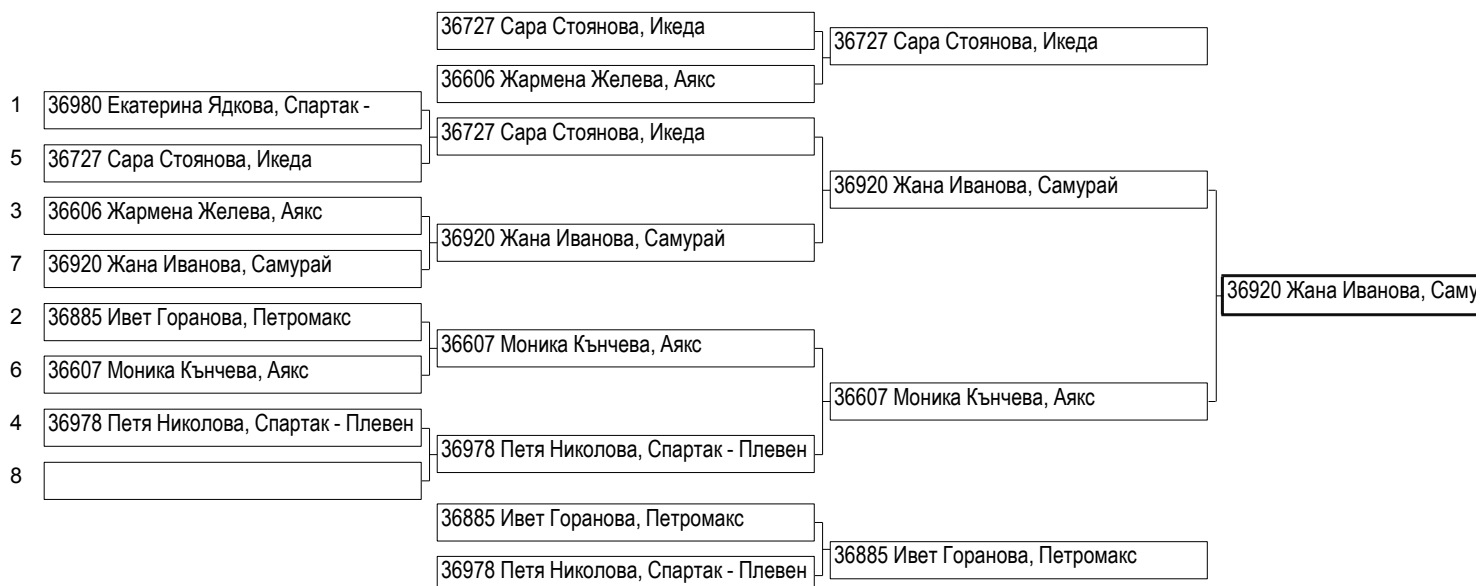 36727 Сара Стоянова, Икеда
36727 Сара Стоянова, Икеда
36606 Жармена Желева, Аякс
1 36980 Екатерина Ядкова, Спартак -
36727 Сара Стоянова, Икеда
5 36727 Сара Стоянова, Икеда
36920 Жана Иванова, Самурай
3 36606 Жармена Желева, Аякс
36920 Жана Иванова, Самурай
7 36920 Жана Иванова, Самурай
36920 Жана Иванова, Саму
2 36885 Ивет Горанова, Петромакс
36607 Моника Кънчева, Аякс
6 36607 Моника Кънчева, Аякс
36607 Моника Кънчева, Аякс
4 36978 Петя Николова, Спартак - Плевен
36978 Петя Николова, Спартак - Плевен
8
36885 Ивет Горанова, Петромакс
36885 Ивет Горанова, Петромакс
36978 Петя Николова, Спартак - Плевен